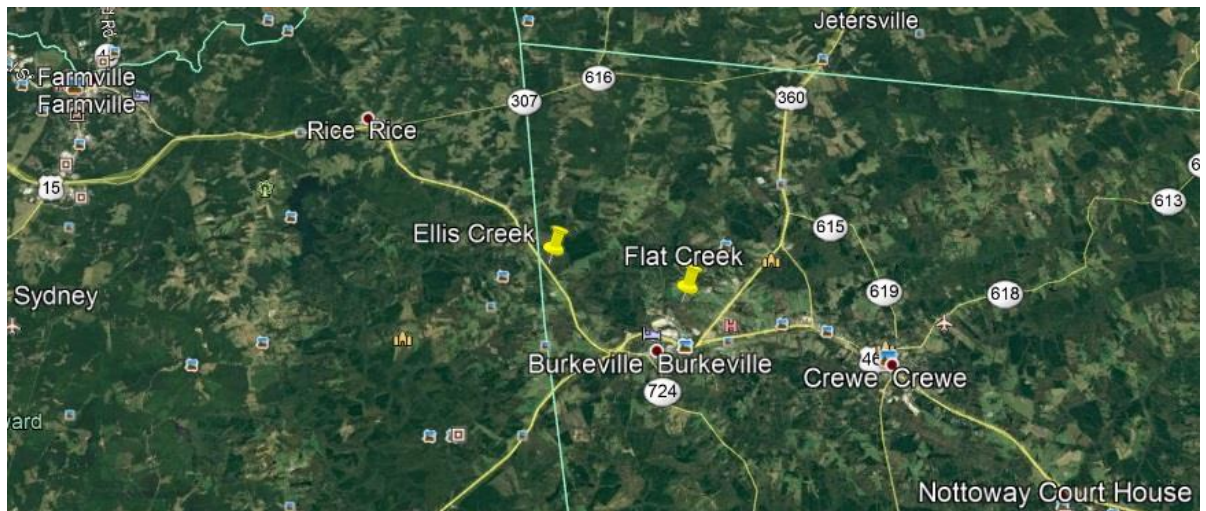 Jetersville
Farmville
Farmville
616
360
307
Rice Rice
15
613
Ellis Creek
615
Flat Creek
Sydney
619
618
Burkeville Burkeville
46
Crewe Crewe
724
ward
Nottoway Court House